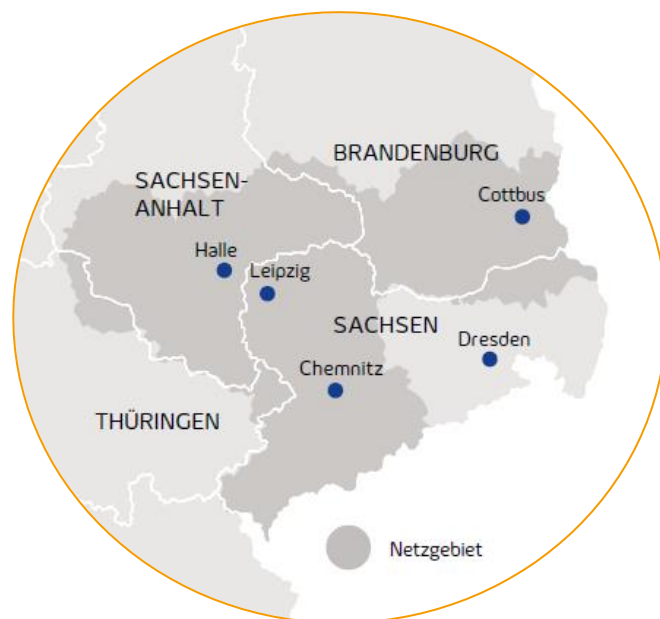 BRANDENBURG
SACHSEN-
ANHALT
Cottbus
Halle
Leipzig
SACHSEN
Dresden
Chemnitz
THÜRINGEN
Netzgebiet